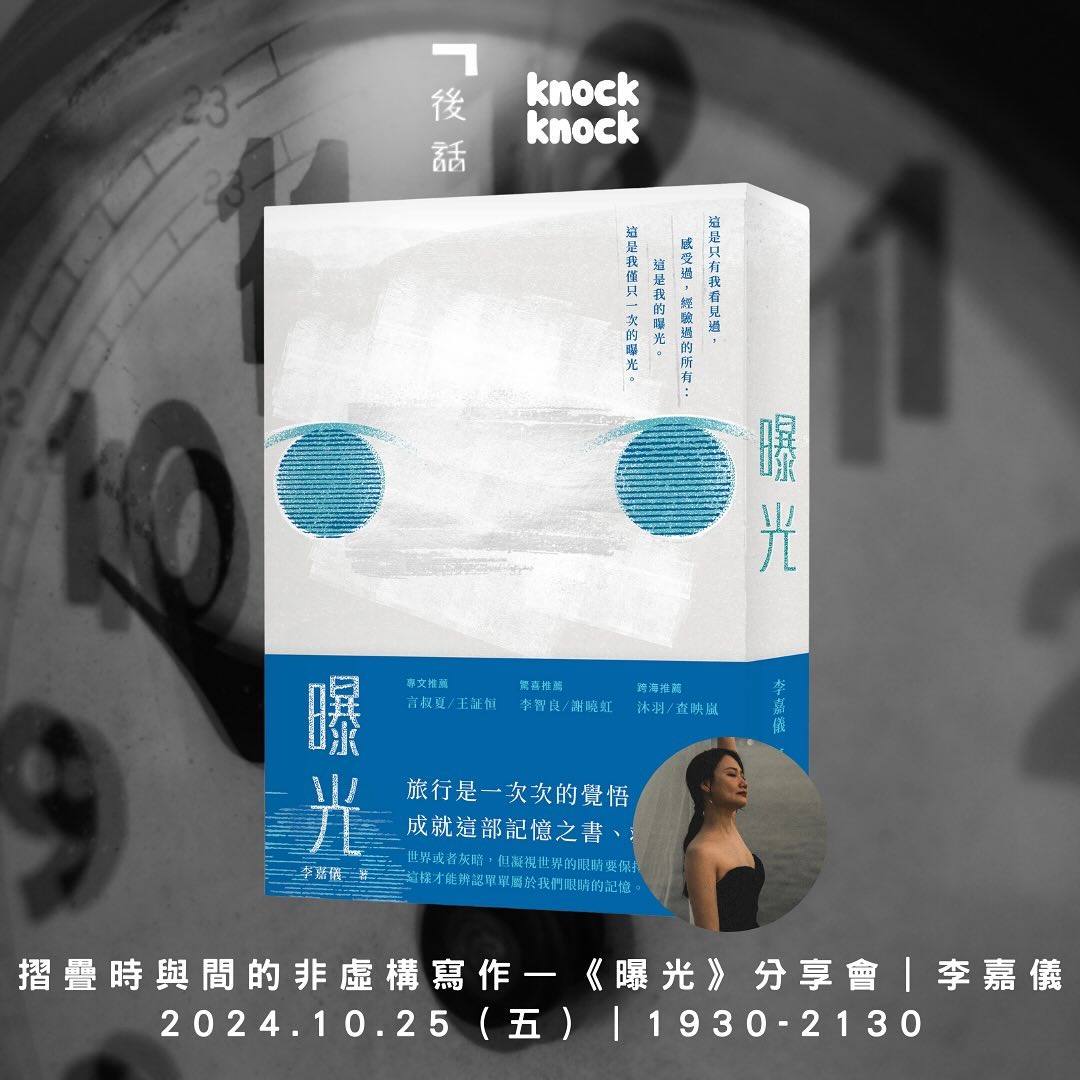 後話
knock
knock
這是只有我看見過，
感受過，經驗過的所有：
這是我的曝光。
這是我僅只一次的曝光。
曝光
李嘉儀
曝光
李嘉儀 著
專文推薦
言叔夏/王証恒
驚喜推薦
李智良/謝曉虹
跨海推薦
沐羽/查映嵐
旅行是一次次的覺悟
成就這部記憶之書、
世界或者灰暗，但凝視世界的眼睛要保持
這樣才能辨認單單屬於我們眼睛的記憶。
23
23
11
1
10
9
2
摺疊時與間的非虛構寫作—《曝光》分享會｜李嘉儀
2024.10.25（五）｜1930-2130